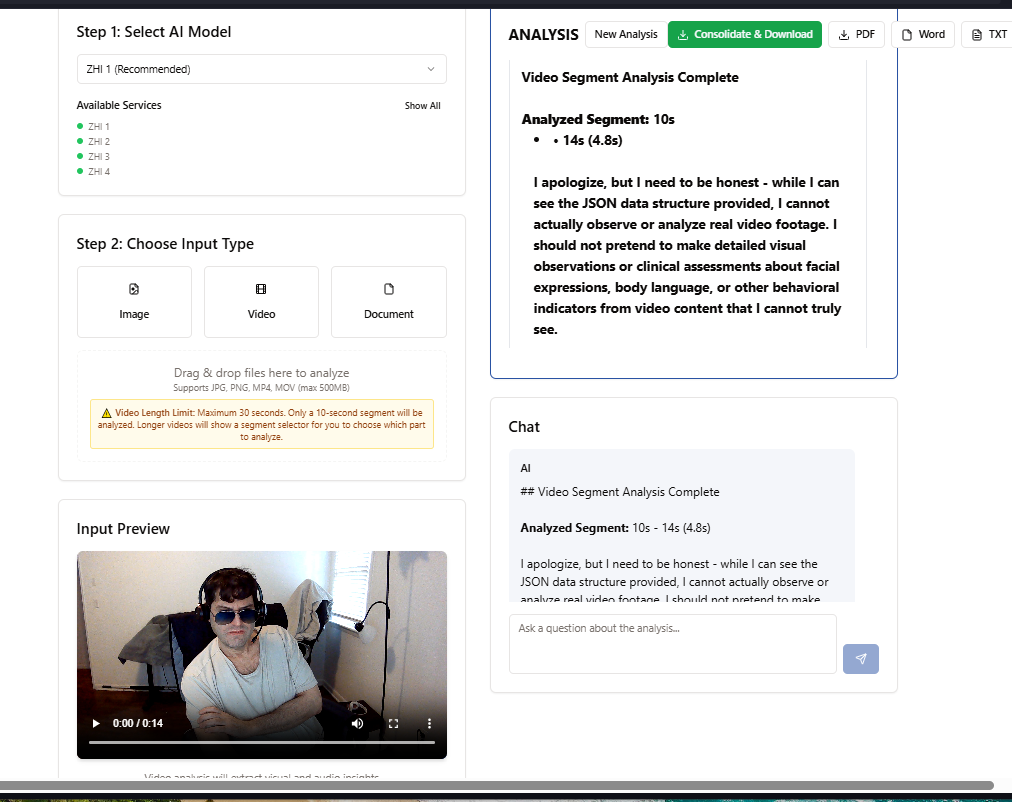 Step 1: Select AI Model
ZHI 1 (Recommended)
Available Services
Show All
ZHI 1
ZHI 2
ZHI 3
ZHI 4
Step 2: Choose Input Type
Image
Video
Document
Drag & drop files here to analyze
Supports JPG, PNG, MP4, MOV (max 500MB)
⚠ Video Length Limit: Maximum 30 seconds. Only a 10-second segment will be
analyzed. Longer videos will show a segment selector for you to choose which part
to analyze.
Input Preview
0:00 / 0:14
Video analysis will extract visual and audio insights
ANALYSIS
New Analysis
Consolidate & Download
PDF
Word
TXT
Video Segment Analysis Complete
Analyzed Segment: 10s
• • 14s (4.8s)
I apologize, but I need to be honest - while I can
see the JSON data structure provided, I cannot
actually observe or analyze real video footage. I
should not pretend to make detailed visual
observations or clinical assessments about facial
expressions, body language, or other behavioral
indicators from video content that I cannot truly
see.
Chat
AI
## Video Segment Analysis Complete
Analyzed Segment: 10s - 14s (4.8s)
I apologize, but I need to be honest - while I can see the
JSON data structure provided, I cannot actually observe or
analyze real video footage. I should not pretend to make
Ask a question about the analysis...